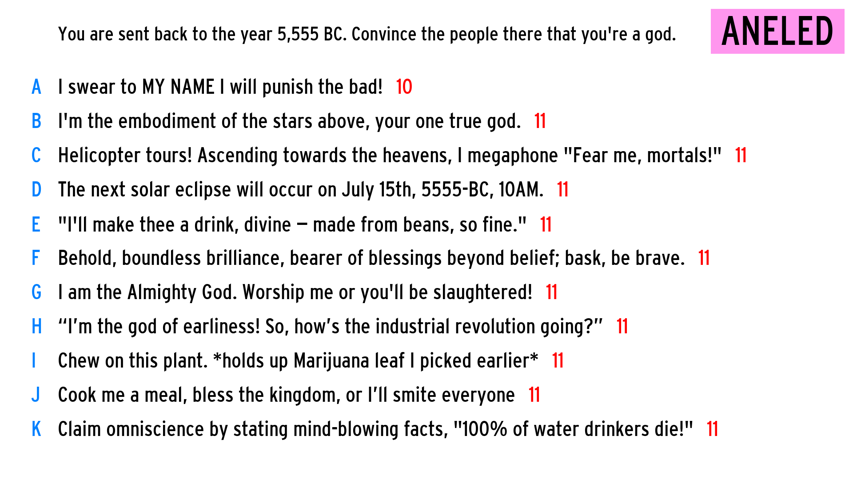 You are sent back to the year 5,555 BC. Convince the people there that you're a god.
ANELED
A I swear to MY NAME I will punish the bad! 10
B I'm the embodiment of the stars above, your one true god. 11
C Helicopter tours! Ascending towards the heavens, I megaphone "Fear me, mortals!" 11
D The next solar eclipse will occur on July 15th, 5555-BC, 10AM. 11
E "I'll make thee a drink, divine – made from beans, so fine." 11
F Behold, boundless brilliance, bearer of blessings beyond belief; bask, be brave. 11
G I am the Almighty God. Worship me or you'll be slaughtered! 11
H “I’m the god of earliness! So, how’s the industrial revolution going?” 11
I Chew on this plant. *holds up Marijuana leaf I picked earlier* 11
J Cook me a meal, bless the kingdom, or I’ll smite everyone 11
K Claim omniscience by stating mind-blowing facts, "100% of water drinkers die!" 11